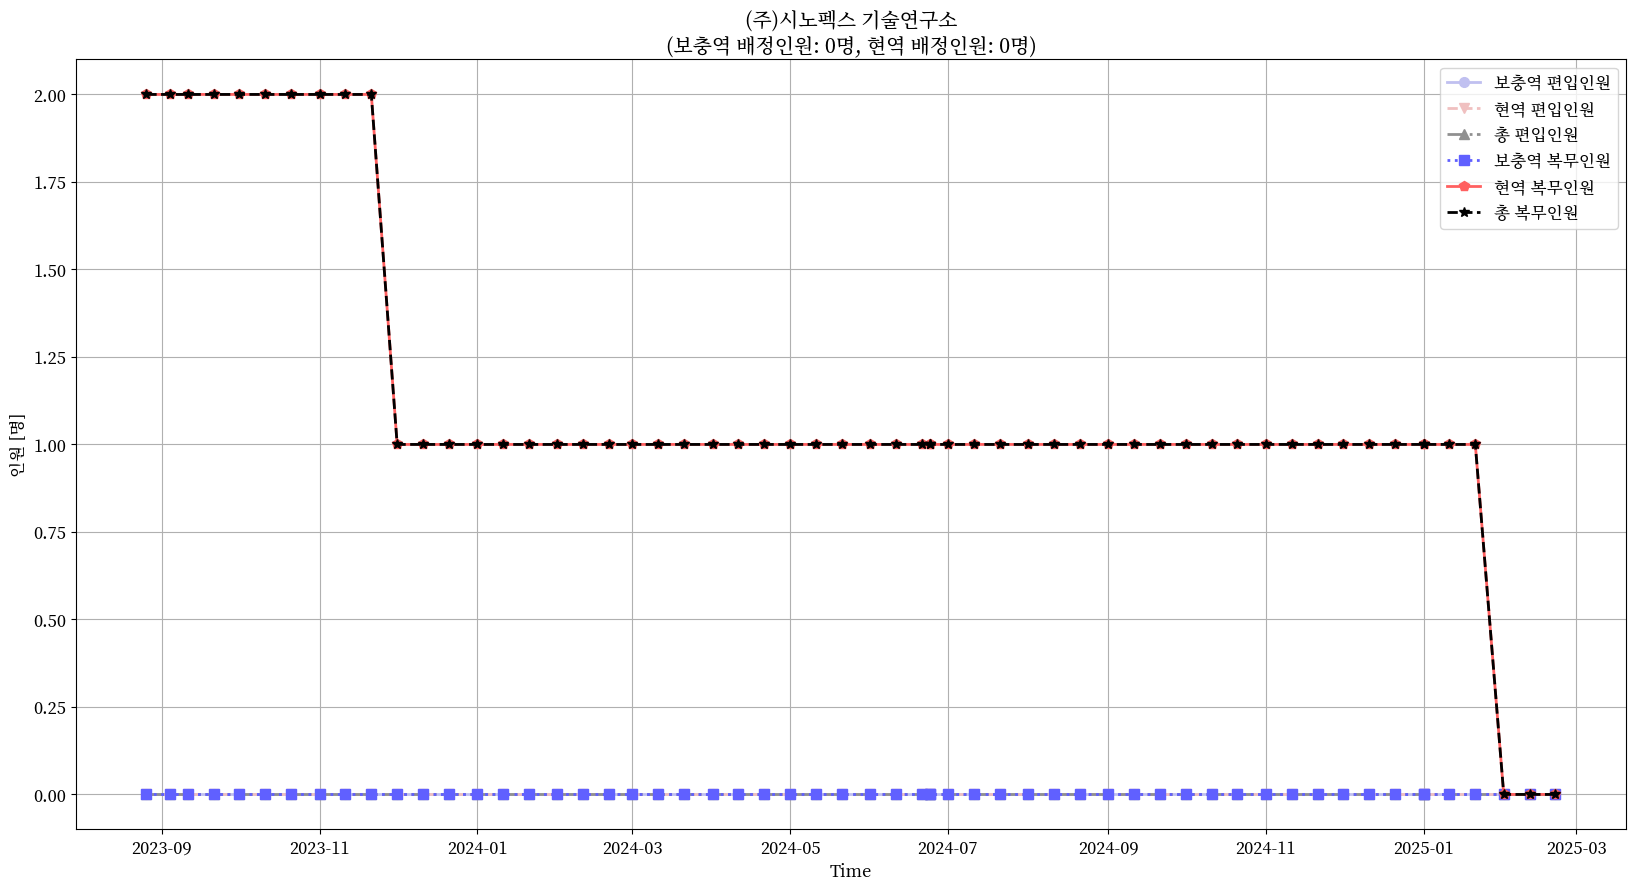 (주)시노펙스 기술연구소
(보충역 배정인원: 0명, 현역 배정인원: 0명)
보충역 편입인원
현역 편입인원
총 편입인원
보충역 복무인원
현역 복무인원
총 복무인원
인원 [명]
2.00
1.75
1.50
1.25
1.00
0.75
0.50
0.25
0.00
2023-09 2023-11 2024-01 2024-03 2024-05 2024-07 2024-09 2024-11 2025-01 2025-03
Time